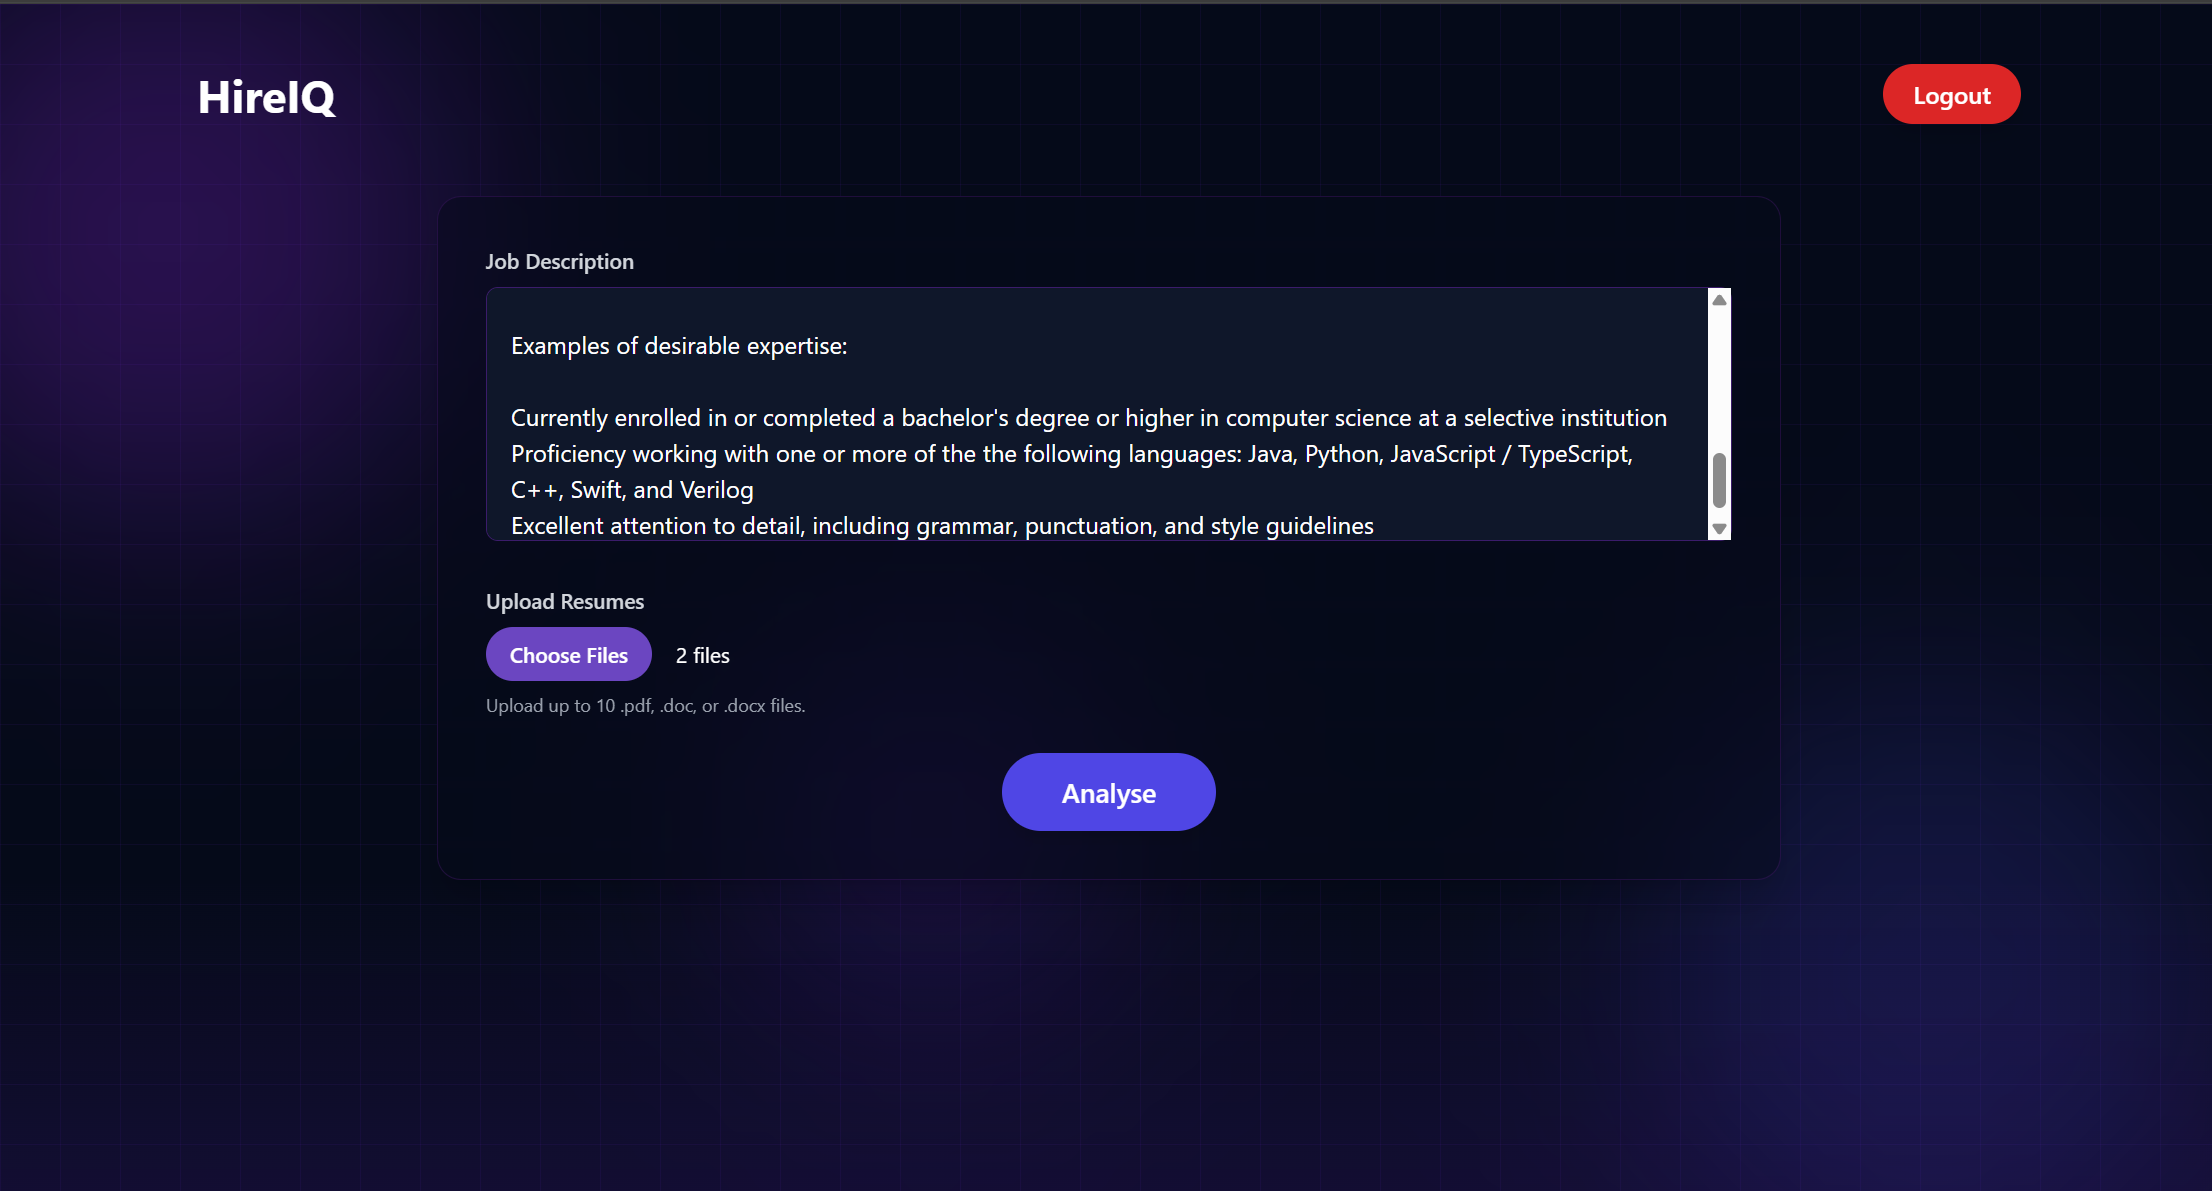 HireIQ
Logout
Job Description
Examples of desirable expertise:
Currently enrolled in or completed a bachelor's degree or higher in computer science at a selective institution
Proficiency working with one or more of the the following languages: Java, Python, JavaScript / TypeScript,
C++, Swift, and Verilog
Excellent attention to detail, including grammar, punctuation, and style guidelines
Upload Resumes
Choose Files 2 files
Upload up to 10 .pdf, .doc, or .docx files.
Analyse